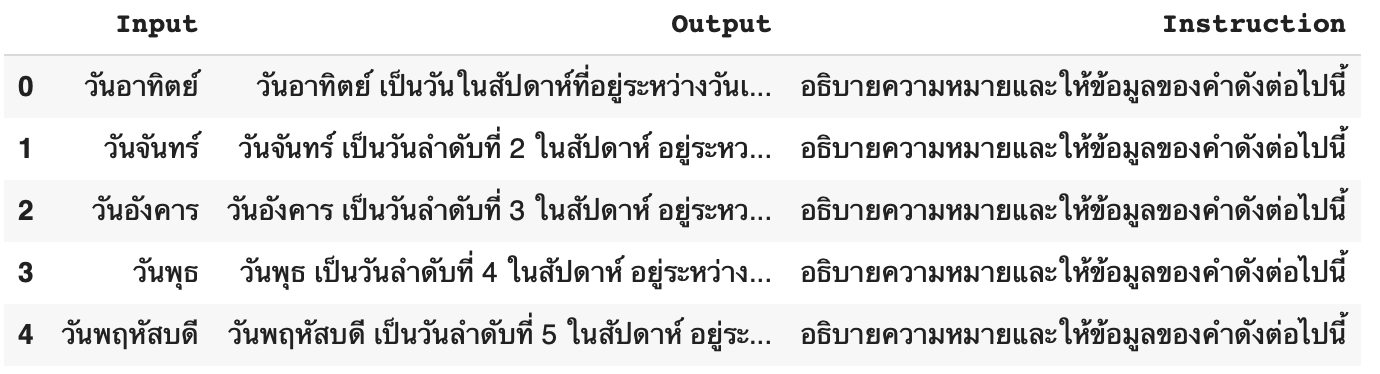 Input Output Instruction
0 วันอาทิตย์ วันอาทิตย์ เป็นวันในสัปดาห์ที่อยู่ระหว่างวันเ... อธิบายความหมายและให้ข้อมูลของคำดังต่อไปนี้
1 วันจันทร์ วันจันทร์ เป็นวันลำดับที่ 2 ในสัปดาห์ อยู่ระหว... อธิบายความหมายและให้ข้อมูลของคำดังต่อไปนี้
2 วันอังคาร วันอังคาร เป็นวันลำดับที่ 3 ในสัปดาห์ อยู่ระหว... อธิบายความหมายและให้ข้อมูลของคำดังต่อไปนี้
3 วันพุธ วันพุธ เป็นวันลำดับที่ 4 ในสัปดาห์ อยู่ระหว่าง... อธิบายความหมายและให้ข้อมูลของคำดังต่อไปนี้
4 วันพฤหัสบดี วันพฤหัสบดี เป็นวันลำดับที่ 5 ในสัปดาห์ อยู่ระ... อธิบายความหมายและให้ข้อมูลของคำดังต่อไปนี้